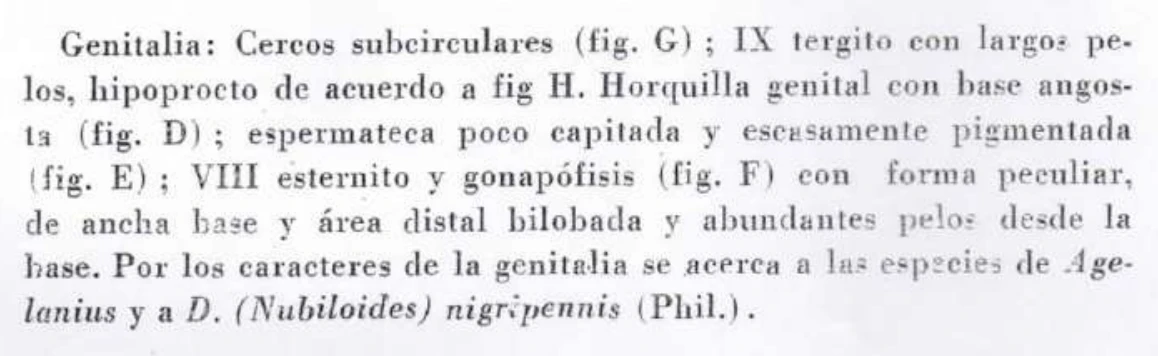 Genitalia: Cercos subcirculares (fig. G) ; IX tergito con largos pe-
los, hipoprocto de acuerdo a fig H. Horquilla genital con base angos-
ta (fig. D) ; espermateca poco capitada y escasamente pigmentada
(fig. E) ; VIII esternito y gonapófisis (fig. F) con forma peculiar,
de ancha base y área distal bilobada y abundantes pelos desde la
base. Por los caracteres de la genitalia se acerca a las especies de Age-
lanius y a D. (Nubiloides) nigripennis (Phil.).